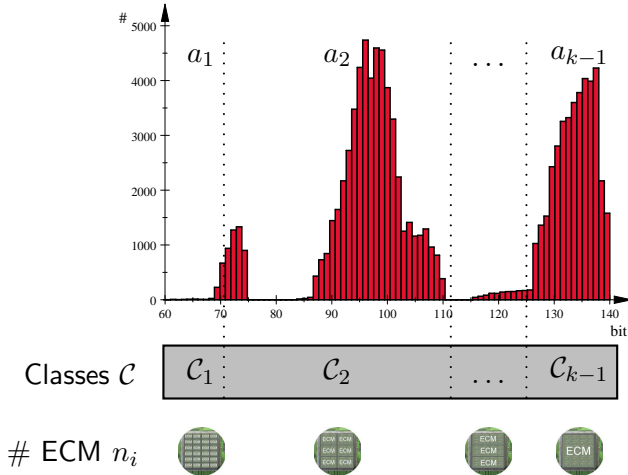 #
5000
4000
3000
2000
1000
0
a₁ a₂ ... aₖ₋₁
60 70 80 90 100 110 120 130 140
bit
Classes 𝒞 𝒞₁ 𝒞₂ ... 𝒞ₖ₋₁
# ECM nᵢ
ECM ECM
ECM ECM
ECM ECM
ECM
ECM
ECM
ECM